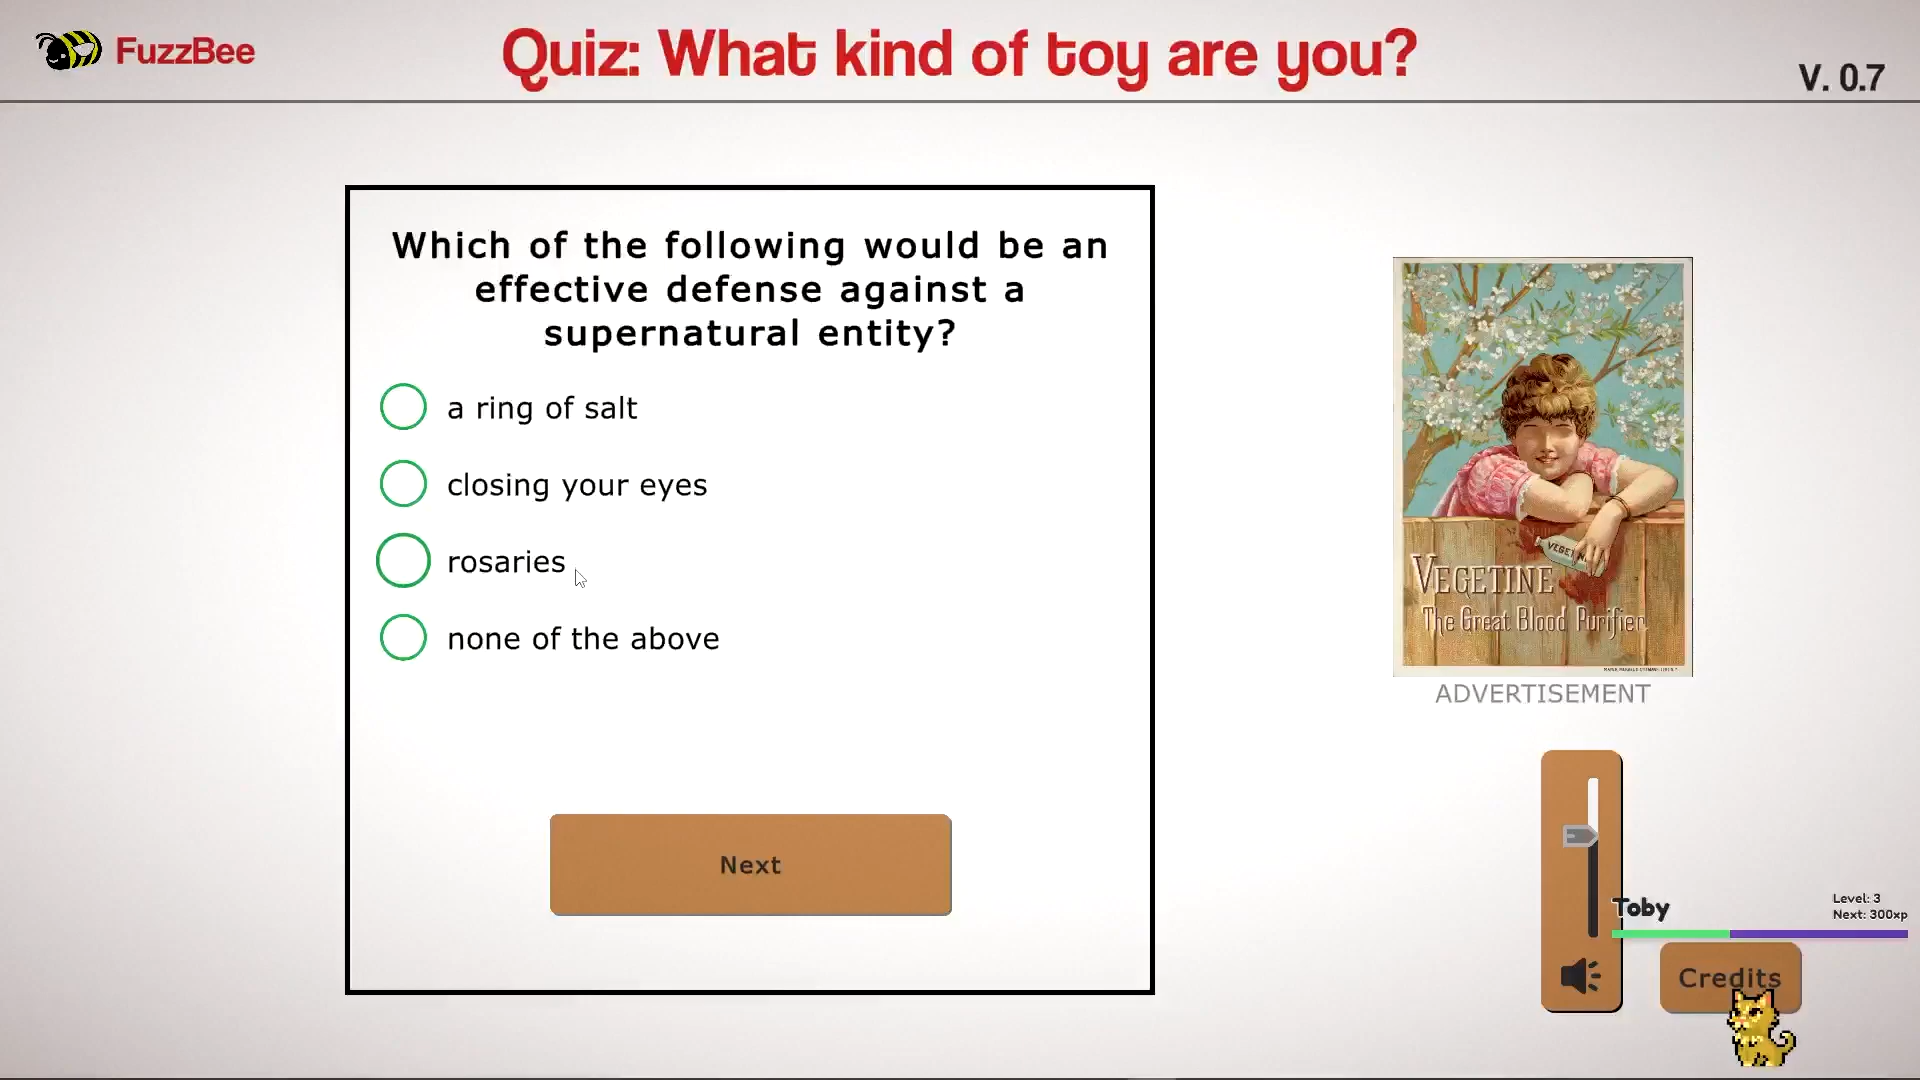 FuzzBee
Quiz: What kind of toy are you?
V. 0.7
Which of the following would be an
effective defense against a
supernatural entity?
a ring of salt
closing your eyes
rosaries
none of the above
Next
VEGETINE
The Great Blood Purifier
ADVERTISEMENT
Toby
Level: 3
Next: 300xp
Credits